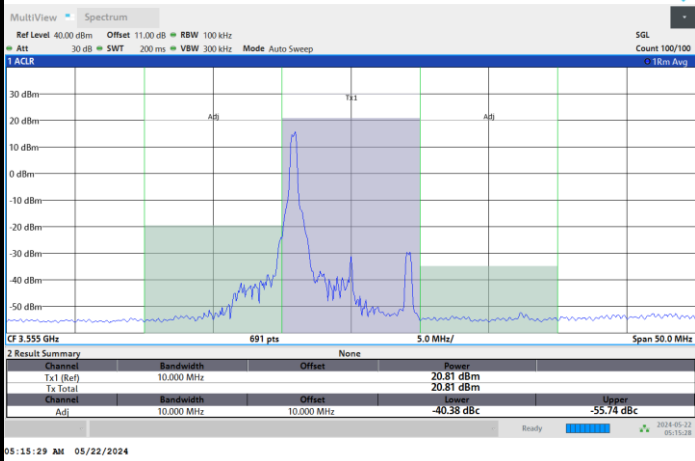 MultiView Spectrum
Ref Level 40.00 dBm Offset 11.00 dB RBW 100 kHz SGL
Att 30 dB SWT 200 ms VBW 300 kHz Mode Auto Sweep Count 100/100
1 ACLR 1Rm Avg
30 dBm
Tx1
20 dBm Adj Adj
10 dBm
0 dBm
-10 dBm
-20 dBm
-30 dBm
-40 dBm
-50 dBm
CF 3.555 GHz 691 pts 5.0 MHz/ Span 50.0 MHz
2 Result Summary None
Channel Bandwidth Offset Power
Tx1 (Ref) 10.000 MHz 20.81 dBm
Tx Total 20.81 dBm
Channel Bandwidth Offset Lower Upper
Adj 10.000 MHz 10.000 MHz -40.38 dBc -55.74 dBc
Ready 2024-05-22
05:15:28
05:15:29 AM 05/22/2024